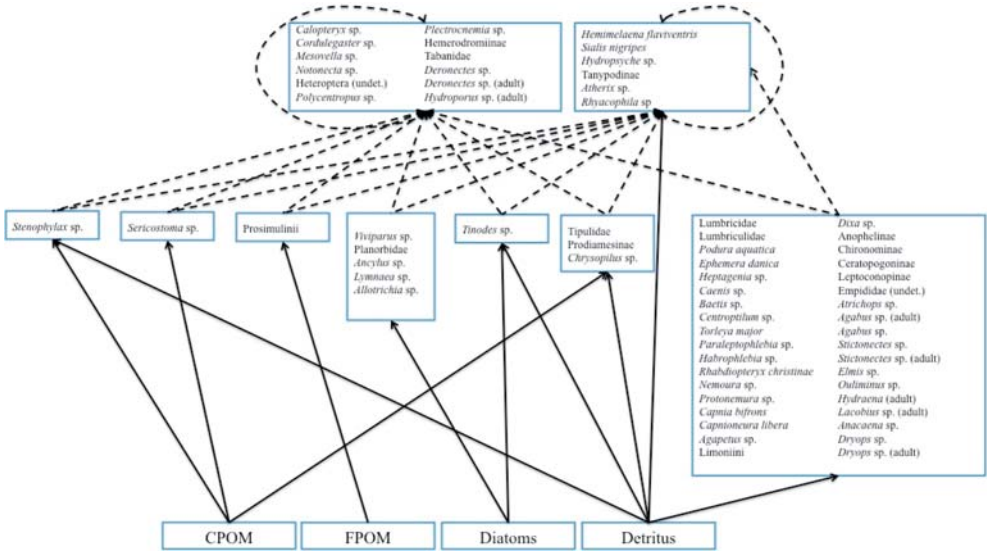 Calopteryx sp.
Cordulegaster sp.
Mesovella sp.
Notonecta sp.
Heteroptera (undet.)
Polycentropus sp.
Plectrocnemia sp.
Hemerodromiinae
Tabanidae
Deronectes sp.
Deronectes sp. (adult)
Hydroporus sp. (adult)
Hemimelaena flaviventris
Sialis nigripes
Hydropsyche sp.
Tanypodinae
Atherix sp.
Rhyacophila sp
Stenophylax sp.
Sericostoma sp.
Prosimulinii
Viviparus sp.
Planorbidae
Ancylus sp.
Lymnaea sp.
Allotrichia sp.
Tinodes sp.
Tipulidae
Prodiamesinae
Chrysopilus sp.
Lumbricidae
Lumbriculidae
Podura aquatica
Ephemera danica
Heptagenia sp.
Caenis sp.
Baetis sp.
Centroptilum sp.
Torleya major
Paraleptophlebia sp.
Habrophlebia sp.
Rhabdiopteryx christinae
Nemoura sp.
Protonemura sp.
Capnia bifrons
Capnioneura libera
Agapetus sp.
Limoniini
Dixa sp.
Anophelinae
Chironominae
Ceratopogoninae
Leptoconopinae
Empididae (undet.)
Atrichops sp.
Agabus sp. (adult)
Agabus sp.
Stictonectes sp.
Stictonectes sp. (adult)
Elmis sp.
Ouliminus sp.
Hydraena (adult)
Lacobius sp. (adult)
Anacaena sp.
Dryops sp.
Dryops sp. (adult)
CPOM
FPOM
Diatoms
Detritus